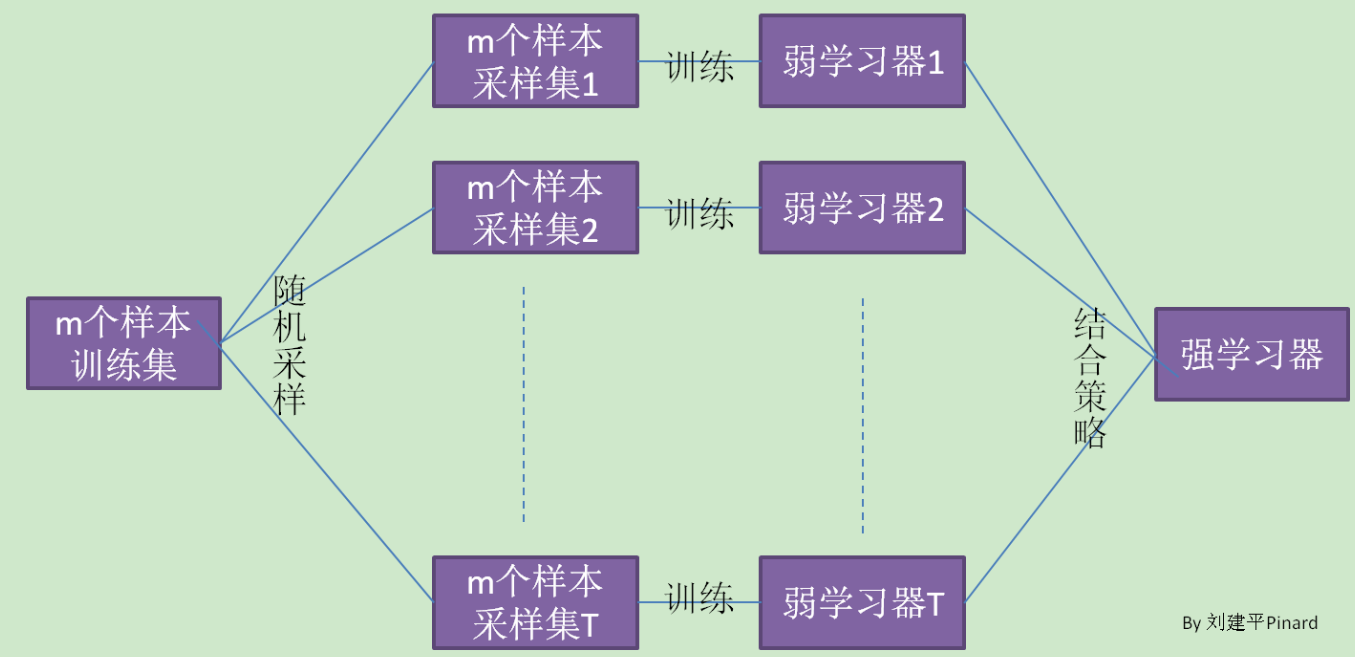 m个样本
训练集
随机采样
m个样本
采样集1
训练
弱学习器1
m个样本
采样集2
训练
弱学习器2
m个样本
采样集T
训练
弱学习器T
结合策略
强学习器
By 刘建平Pinard